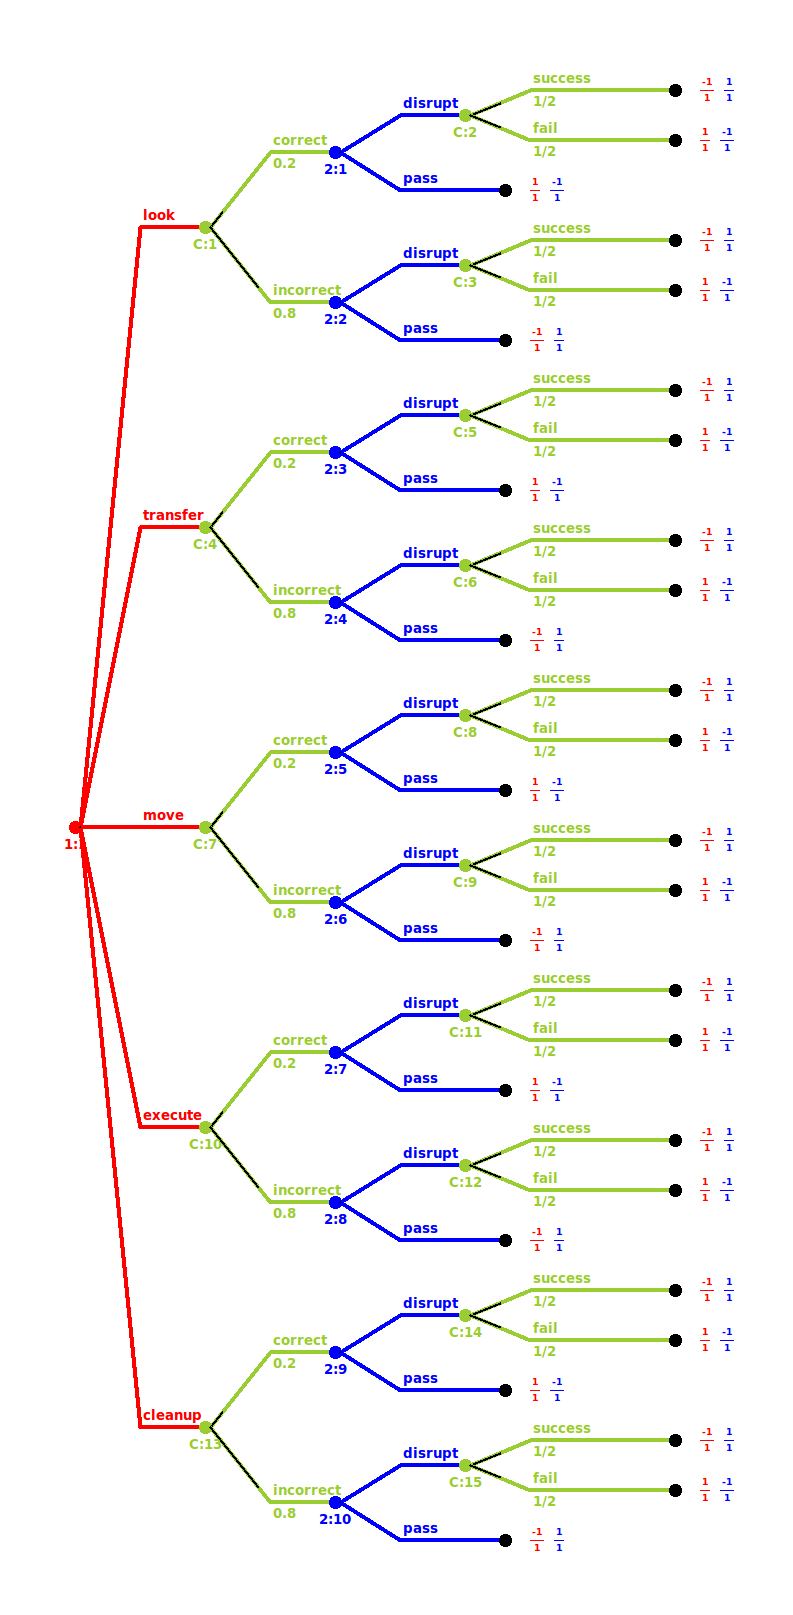 success -1 1
disrupt 1/2 1 1
C:2 fail 1 -1
correct 1/2 1 1
0.2 2:1
pass 1 -1
1 1
look
success -1 1
C:1
disrupt 1/2 1 1
C:3 fail 1 -1
incorrect 1/2 1 1
0.8 2:2
pass -1 1
1 1
success -1 1
disrupt 1/2 1 1
C:5 fail 1 -1
correct 1/2 1 1
0.2 2:3
pass 1 -1
1 1
transfer
success -1 1
C:4
disrupt 1/2 1 1
C:6 fail 1 -1
incorrect 1/2 1 1
0.8 2:4
pass -1 1
1 1
success -1 1
disrupt 1/2 1 1
C:8 fail 1 -1
correct 1/2 1 1
0.2 2:5
pass 1 -1
1 1
move
success -1 1
1:1 C:7
disrupt 1/2 1 1
C:9 fail 1 -1
incorrect 1/2 1 1
0.8 2:6
pass -1 1
1 1
success -1 1
disrupt 1/2 1 1
C:11 fail 1 -1
correct 1/2 1 1
0.2 2:7
pass 1 -1
1 1
execute
success -1 1
C:10
disrupt 1/2 1 1
C:12 fail 1 -1
incorrect 1/2 1 1
0.8 2:8
pass -1 1
1 1
success -1 1
disrupt 1/2 1 1
C:14 fail 1 -1
correct 1/2 1 1
0.2 2:9
pass 1 -1
1 1
cleanup
success -1 1
C:13
disrupt 1/2 1 1
C:15 fail 1 -1
incorrect 1/2 1 1
0.8 2:10
pass -1 1
1 1